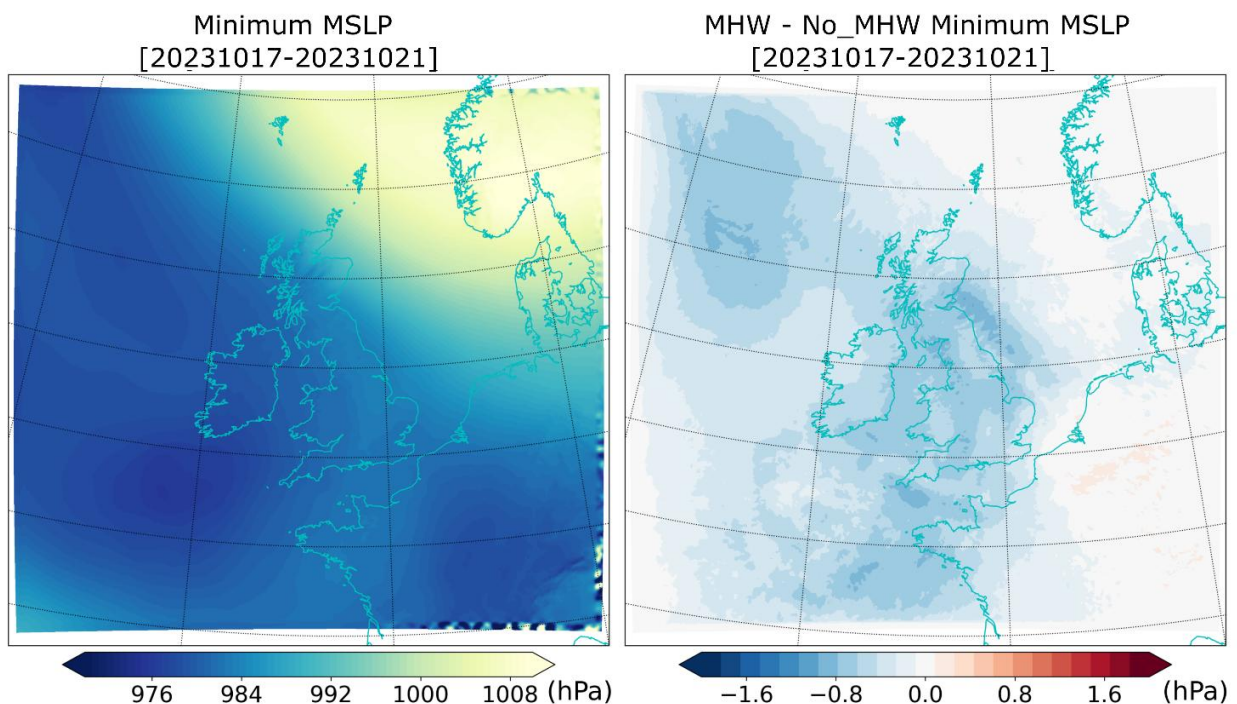 Minimum MSLP
[20231017-20231021]
MHW - No_MHW Minimum MSLP
[20231017-20231021]
976 984 992 1000 1008 (hPa)
−1.6 −0.8 0.0 0.8 1.6 (hPa)